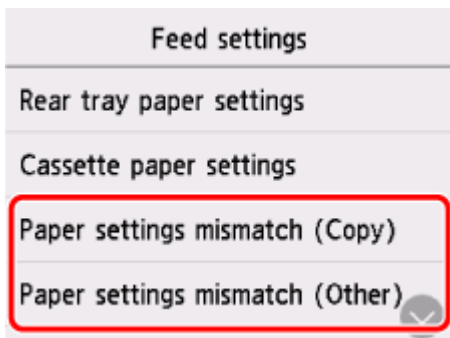 Feed settings
Rear tray paper settings
Cassette paper settings
Paper settings mismatch (Copy)
Paper settings mismatch (Other)